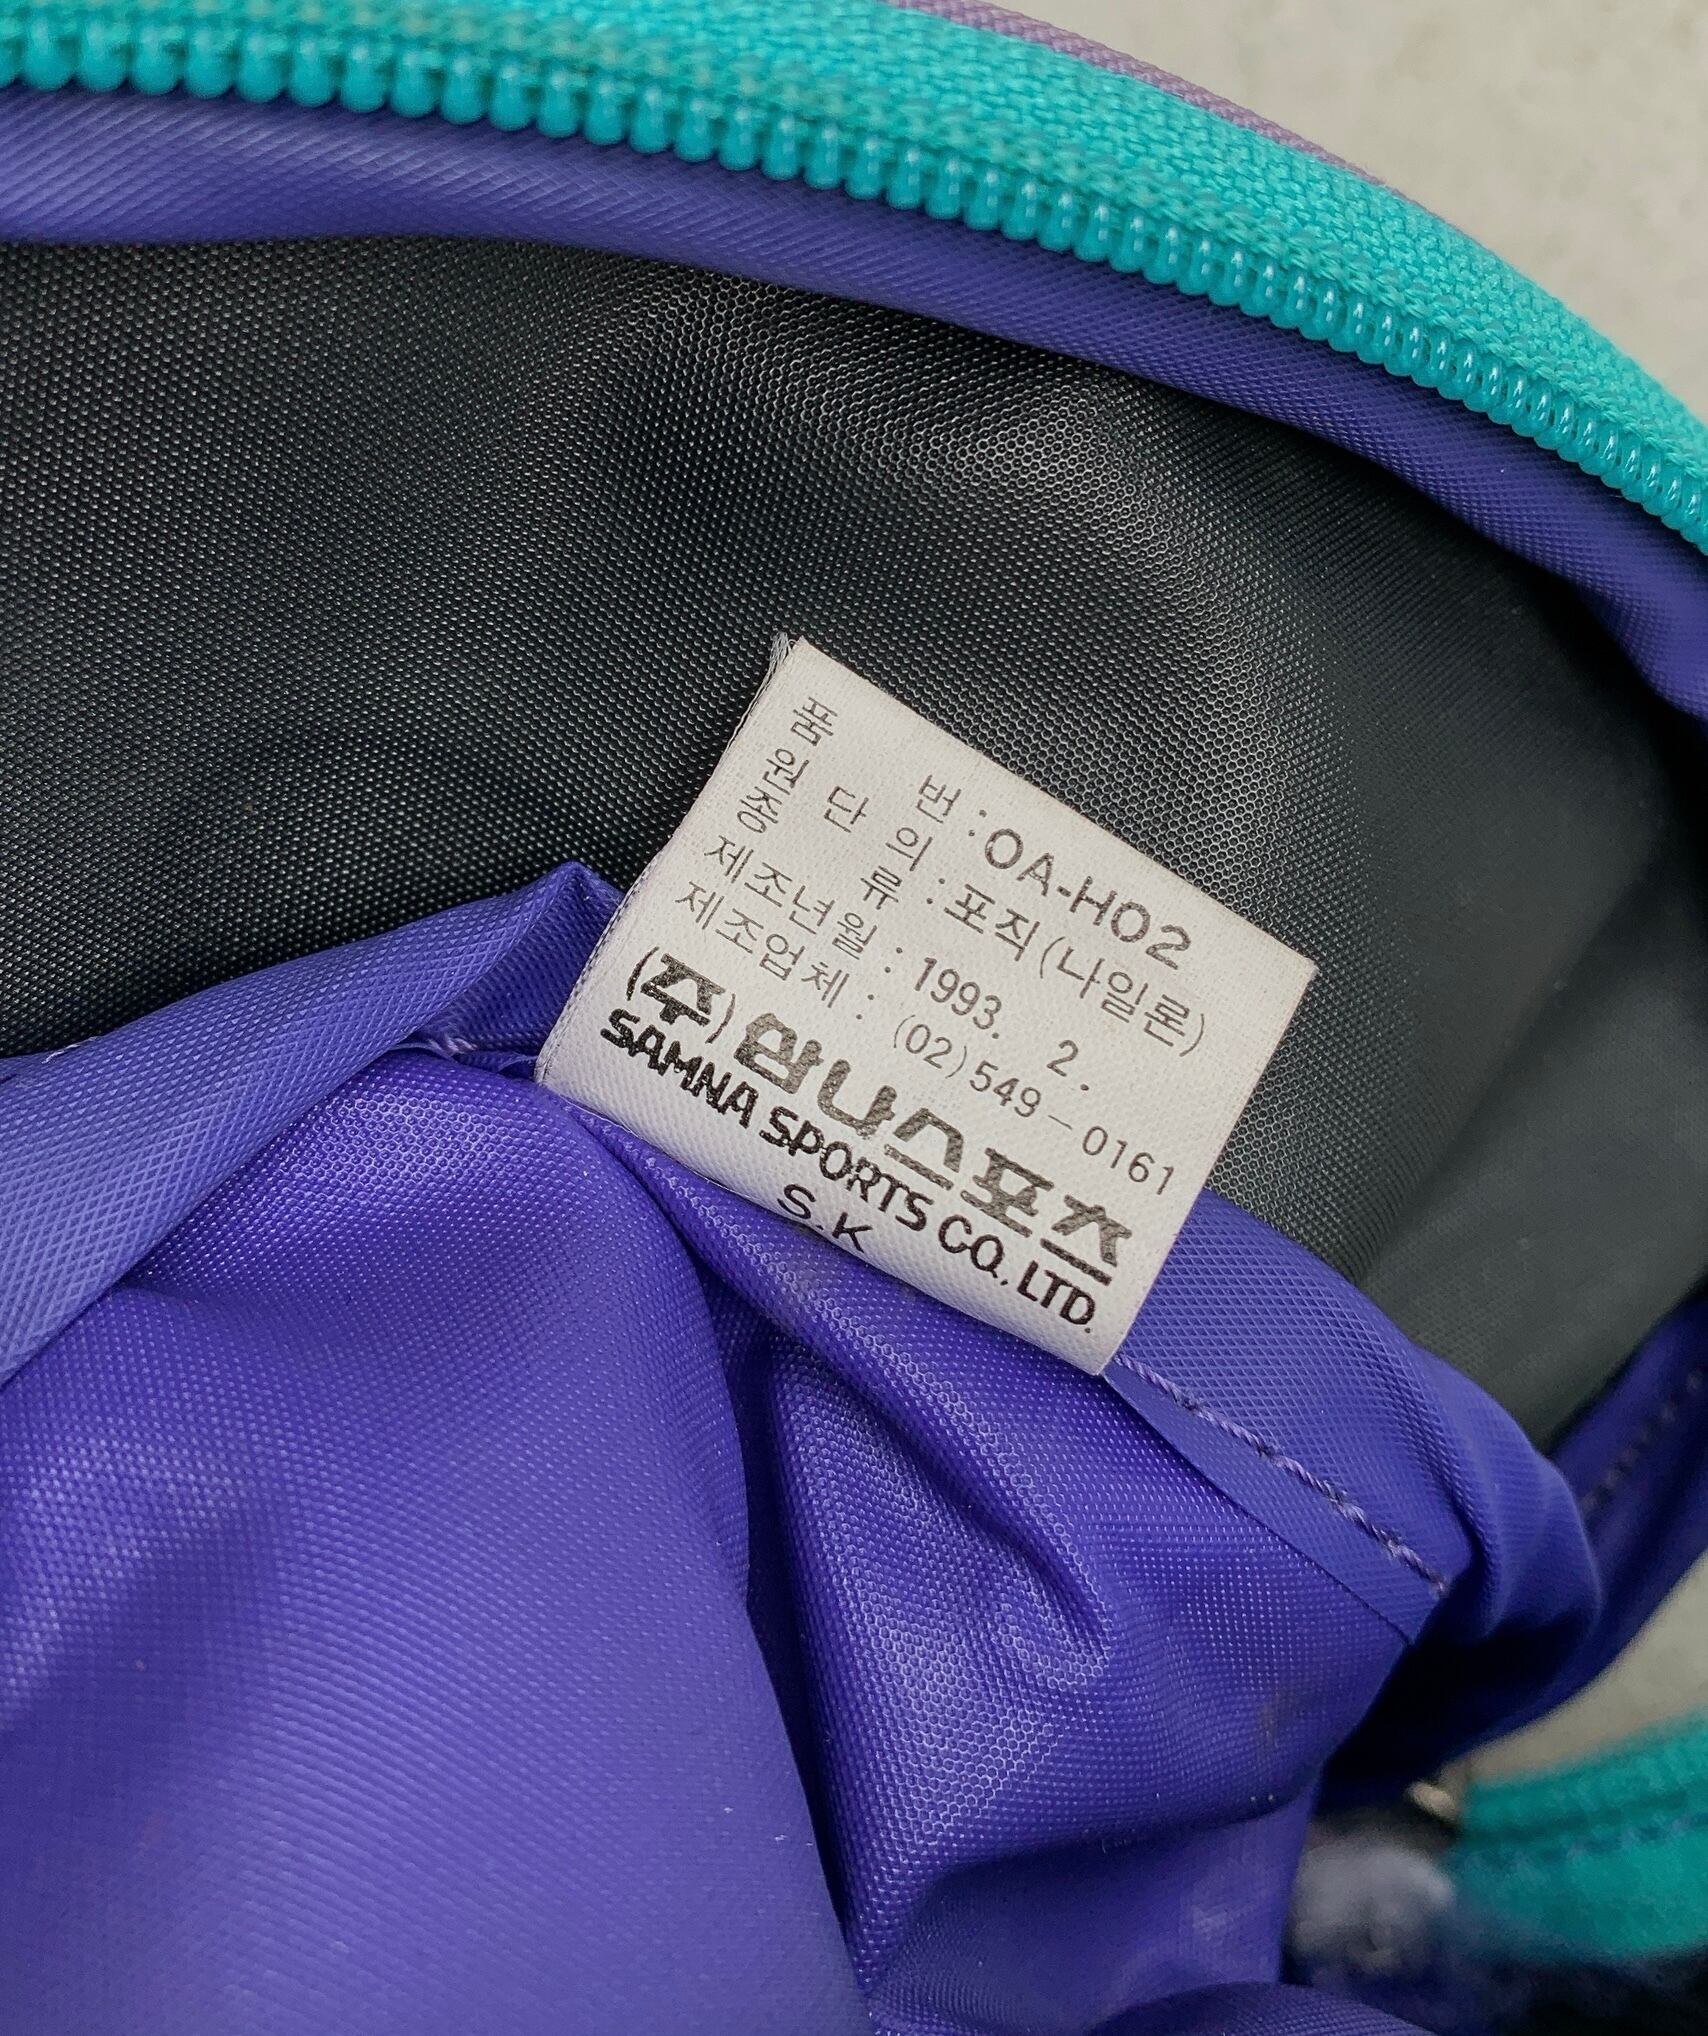 품 번 : OA-H02
원 단 의
종 류 : 포직(나일론)
제조년월 : 1993. 2.
제조업체 : (02)549-0161
(주)삼나스포츠
SAMNA SPORTS CO., LTD.
S.K